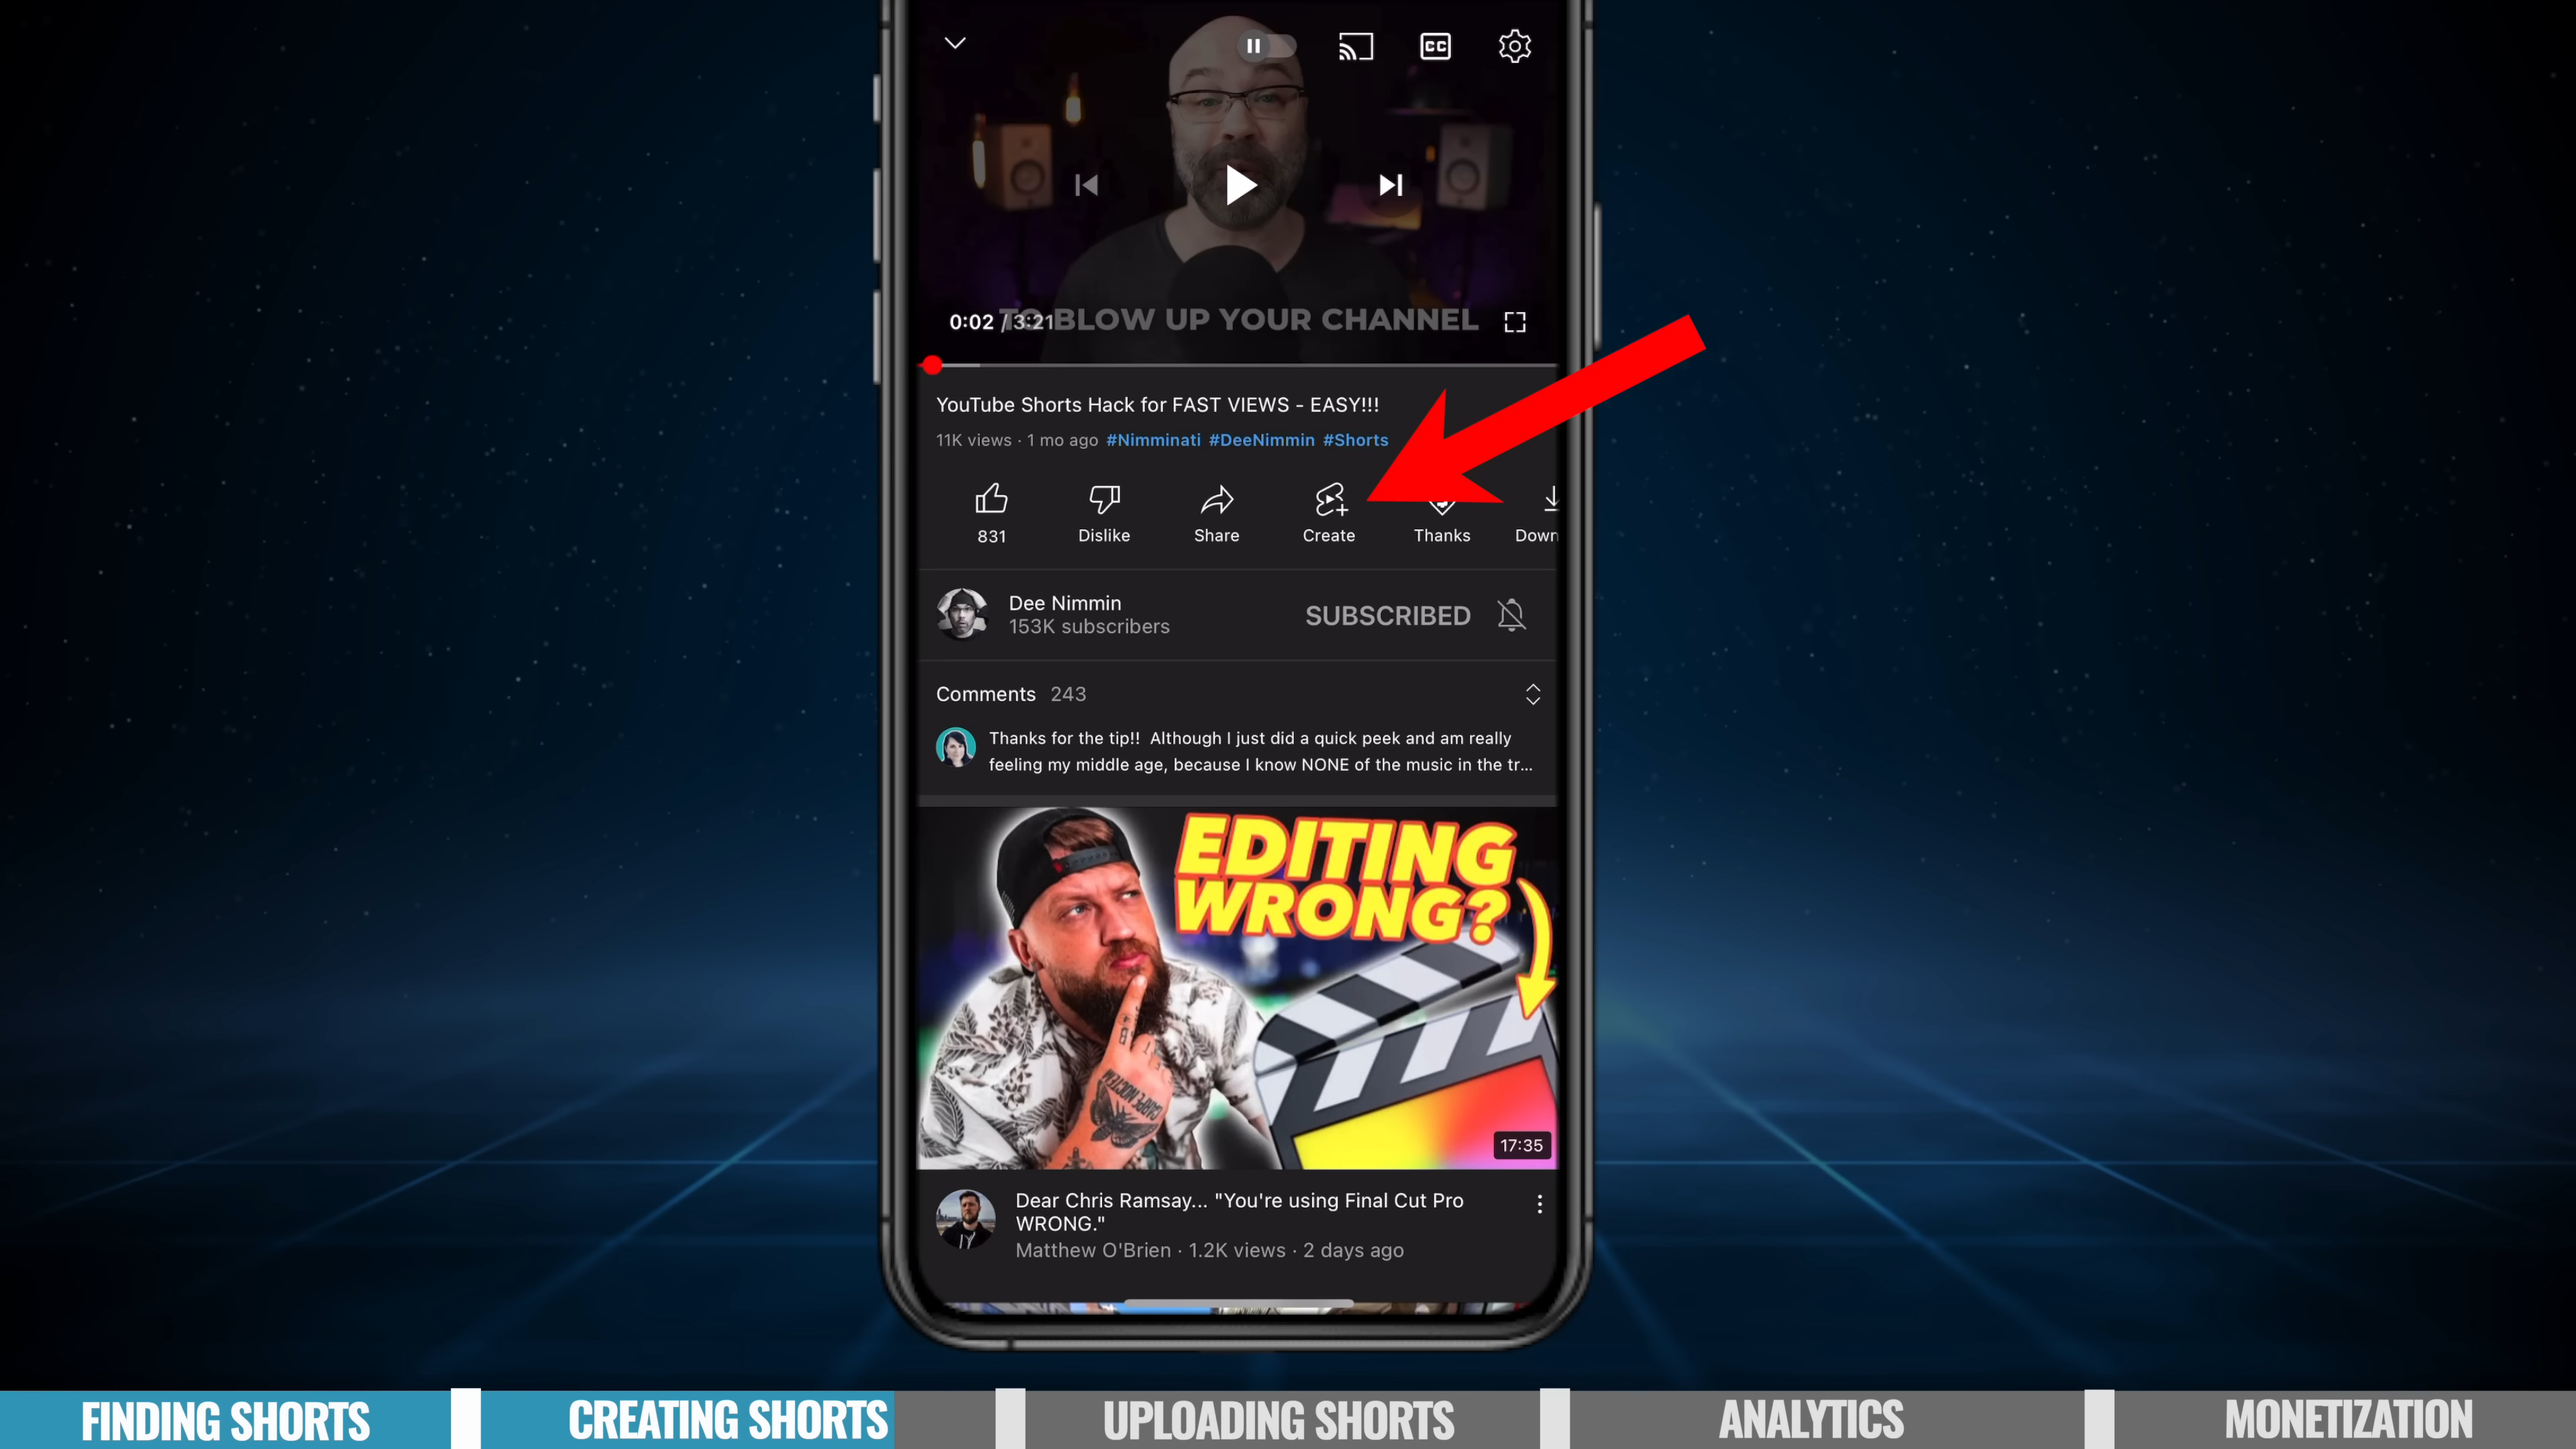 CC
TO BLOW UP YOUR CHANNEL
0:02 / 3:21
YouTube Shorts Hack for FAST VIEWS - EASY!!!
11K views · 1 mo ago #Nimminati #DeeNimmin #Shorts
831 Dislike Share Create Thanks Down
Dee Nimmin
153K subscribers
SUBSCRIBED
Comments 243
Thanks for the tip!! Although I just did a quick peek and am really
feeling my middle age, because I know NONE of the music in the tr...
EDITING
WRONG?
CARPE NOCTEM
17:35
Dear Chris Ramsay... "You're using Final Cut Pro
WRONG."
Matthew O'Brien · 1.2K views · 2 days ago
FINDING SHORTS CREATING SHORTS UPLOADING SHORTS ANALYTICS MONETIZATION